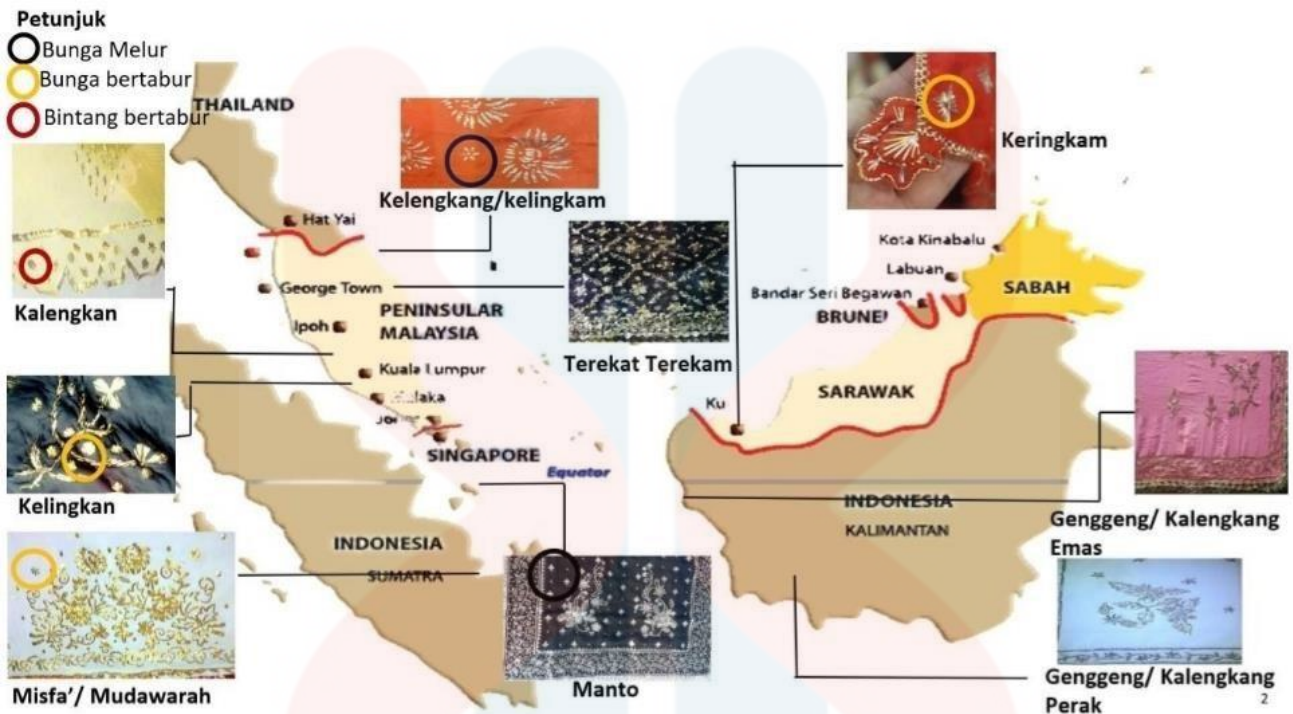 Petunjuk
Bunga Melur
Bunga bertabur
Bintang bertabur
THAILAND
Kelengkang/kelingkam
Keringkam
Hat Yai
Kalengkan
George Town
PENINSULAR
MALAYSIA
Ipoh
Terekat Terekam
Kuala Lumpur
Kota Kinabalu
Labuan
SABAH
Bandar Seri Begawan
BRUNEI
SARAWAK
Ku
SINGAPORE
Equator
Kelingkan
INDONESIA
SUMATRA
INDONESIA
KALIMANTAN
Genggeng/ Kalengkang
Emas
Misfa’/ Mudawarah
Manto
Genggeng/ Kalengkang
Perak
2